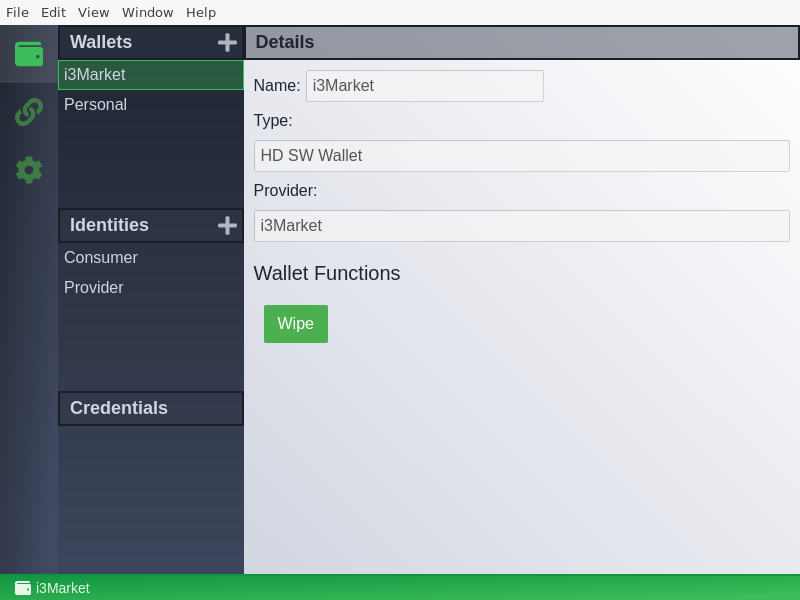 File Edit View Window Help
Wallets
i3Market
Personal
Identities
Consumer
Provider
Credentials
Details
Name: i3Market
Type:
HD SW Wallet
Provider:
i3Market
Wallet Functions
Wipe
i3Market